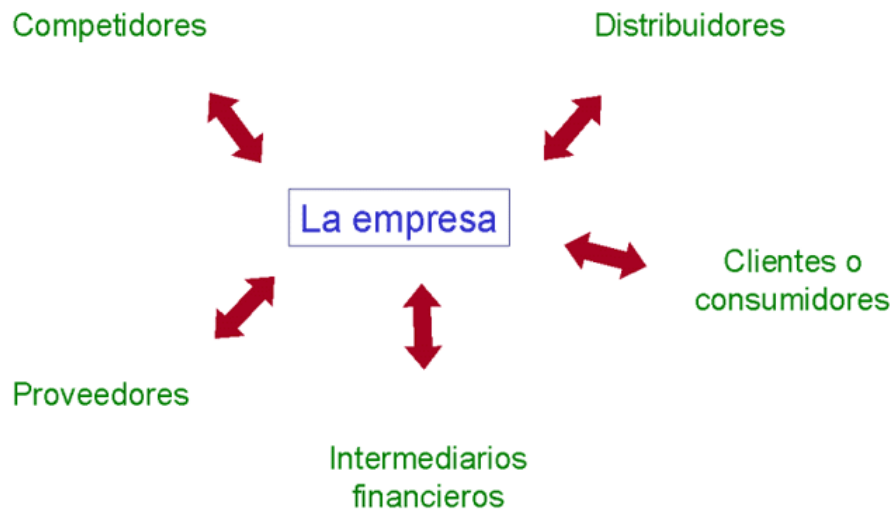 Competidores
Distribuidores
La empresa
Clientes o
consumidores
Proveedores
Intermediarios
financieros